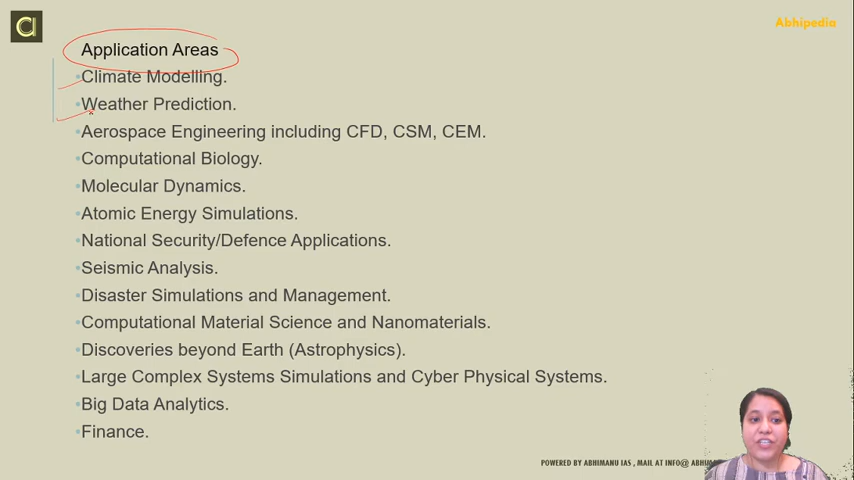 Abhipedia
Application Areas
•Climate Modelling.
•Weather Prediction.
•Aerospace Engineering including CFD, CSM, CEM.
•Computational Biology.
•Molecular Dynamics.
•Atomic Energy Simulations.
•National Security/Defence Applications.
•Seismic Analysis.
•Disaster Simulations and Management.
•Computational Material Science and Nanomaterials.
•Discoveries beyond Earth (Astrophysics).
•Large Complex Systems Simulations and Cyber Physical Systems.
•Big Data Analytics.
•Finance.
POWERED BY ABHIMANU IAS , MAIL AT INFO@